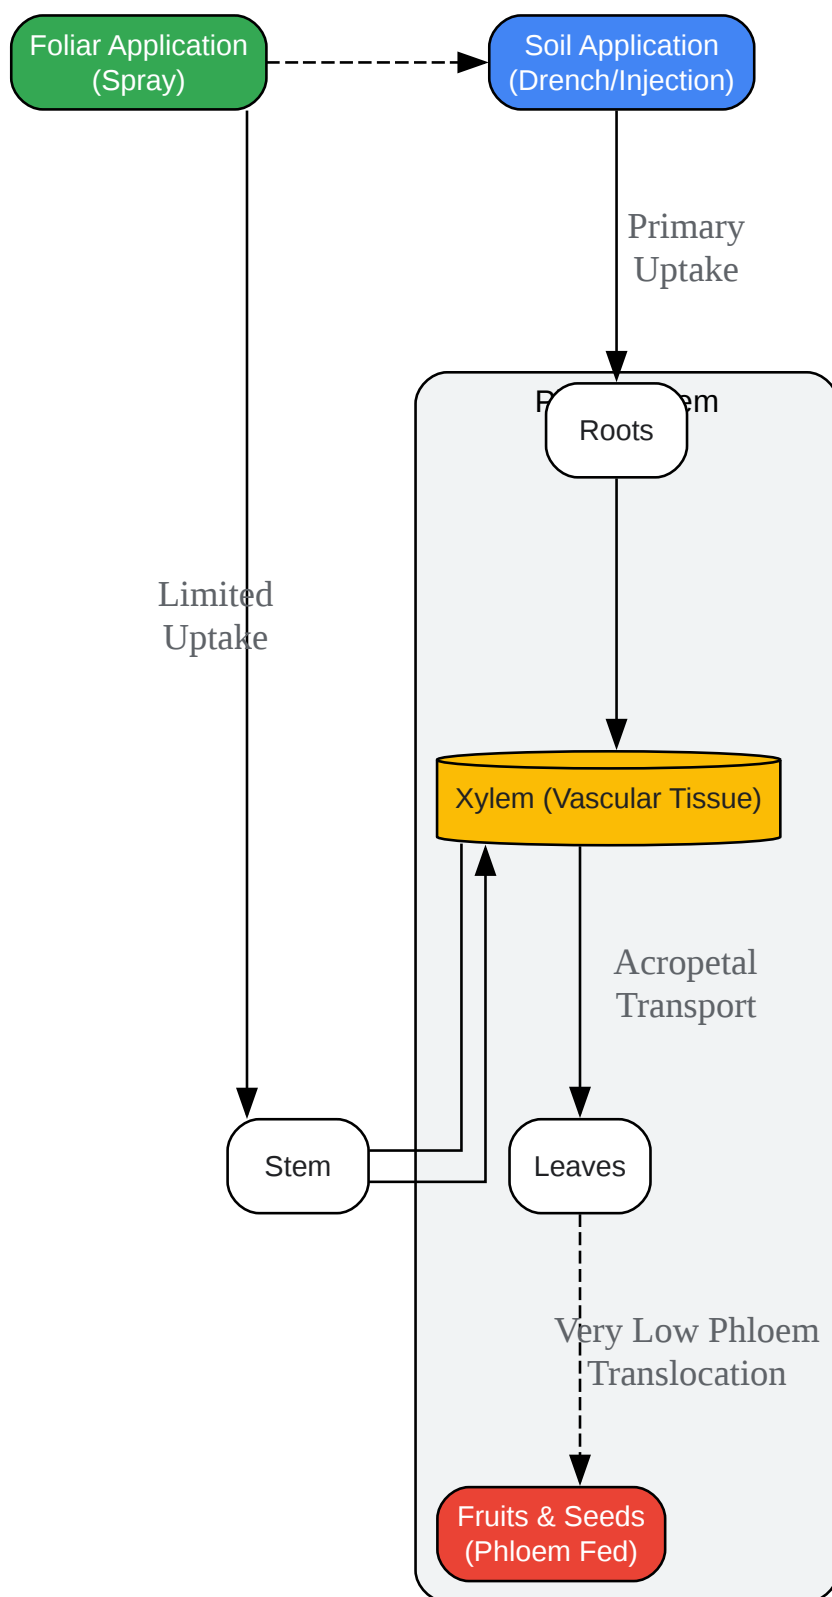 Foliar Application
(Spray)
Soil Application
(Drench/Injection)
Primary
Uptake
Roots
Limited
Uptake
Xylem (Vascular Tissue)
Acropetal
Transport
Stem
Leaves
Very Low Phloem
Translocation
Fruits & Seeds
(Phloem Fed)